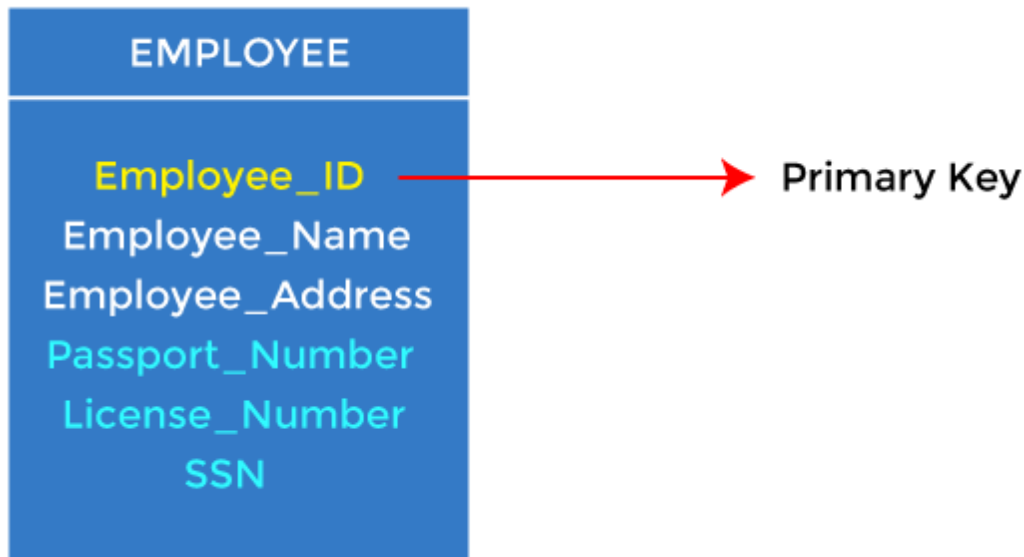 EMPLOYEE
Employee_ID
Primary Key
Employee_Name
Employee_Address
Passport_Number
License_Number
SSN